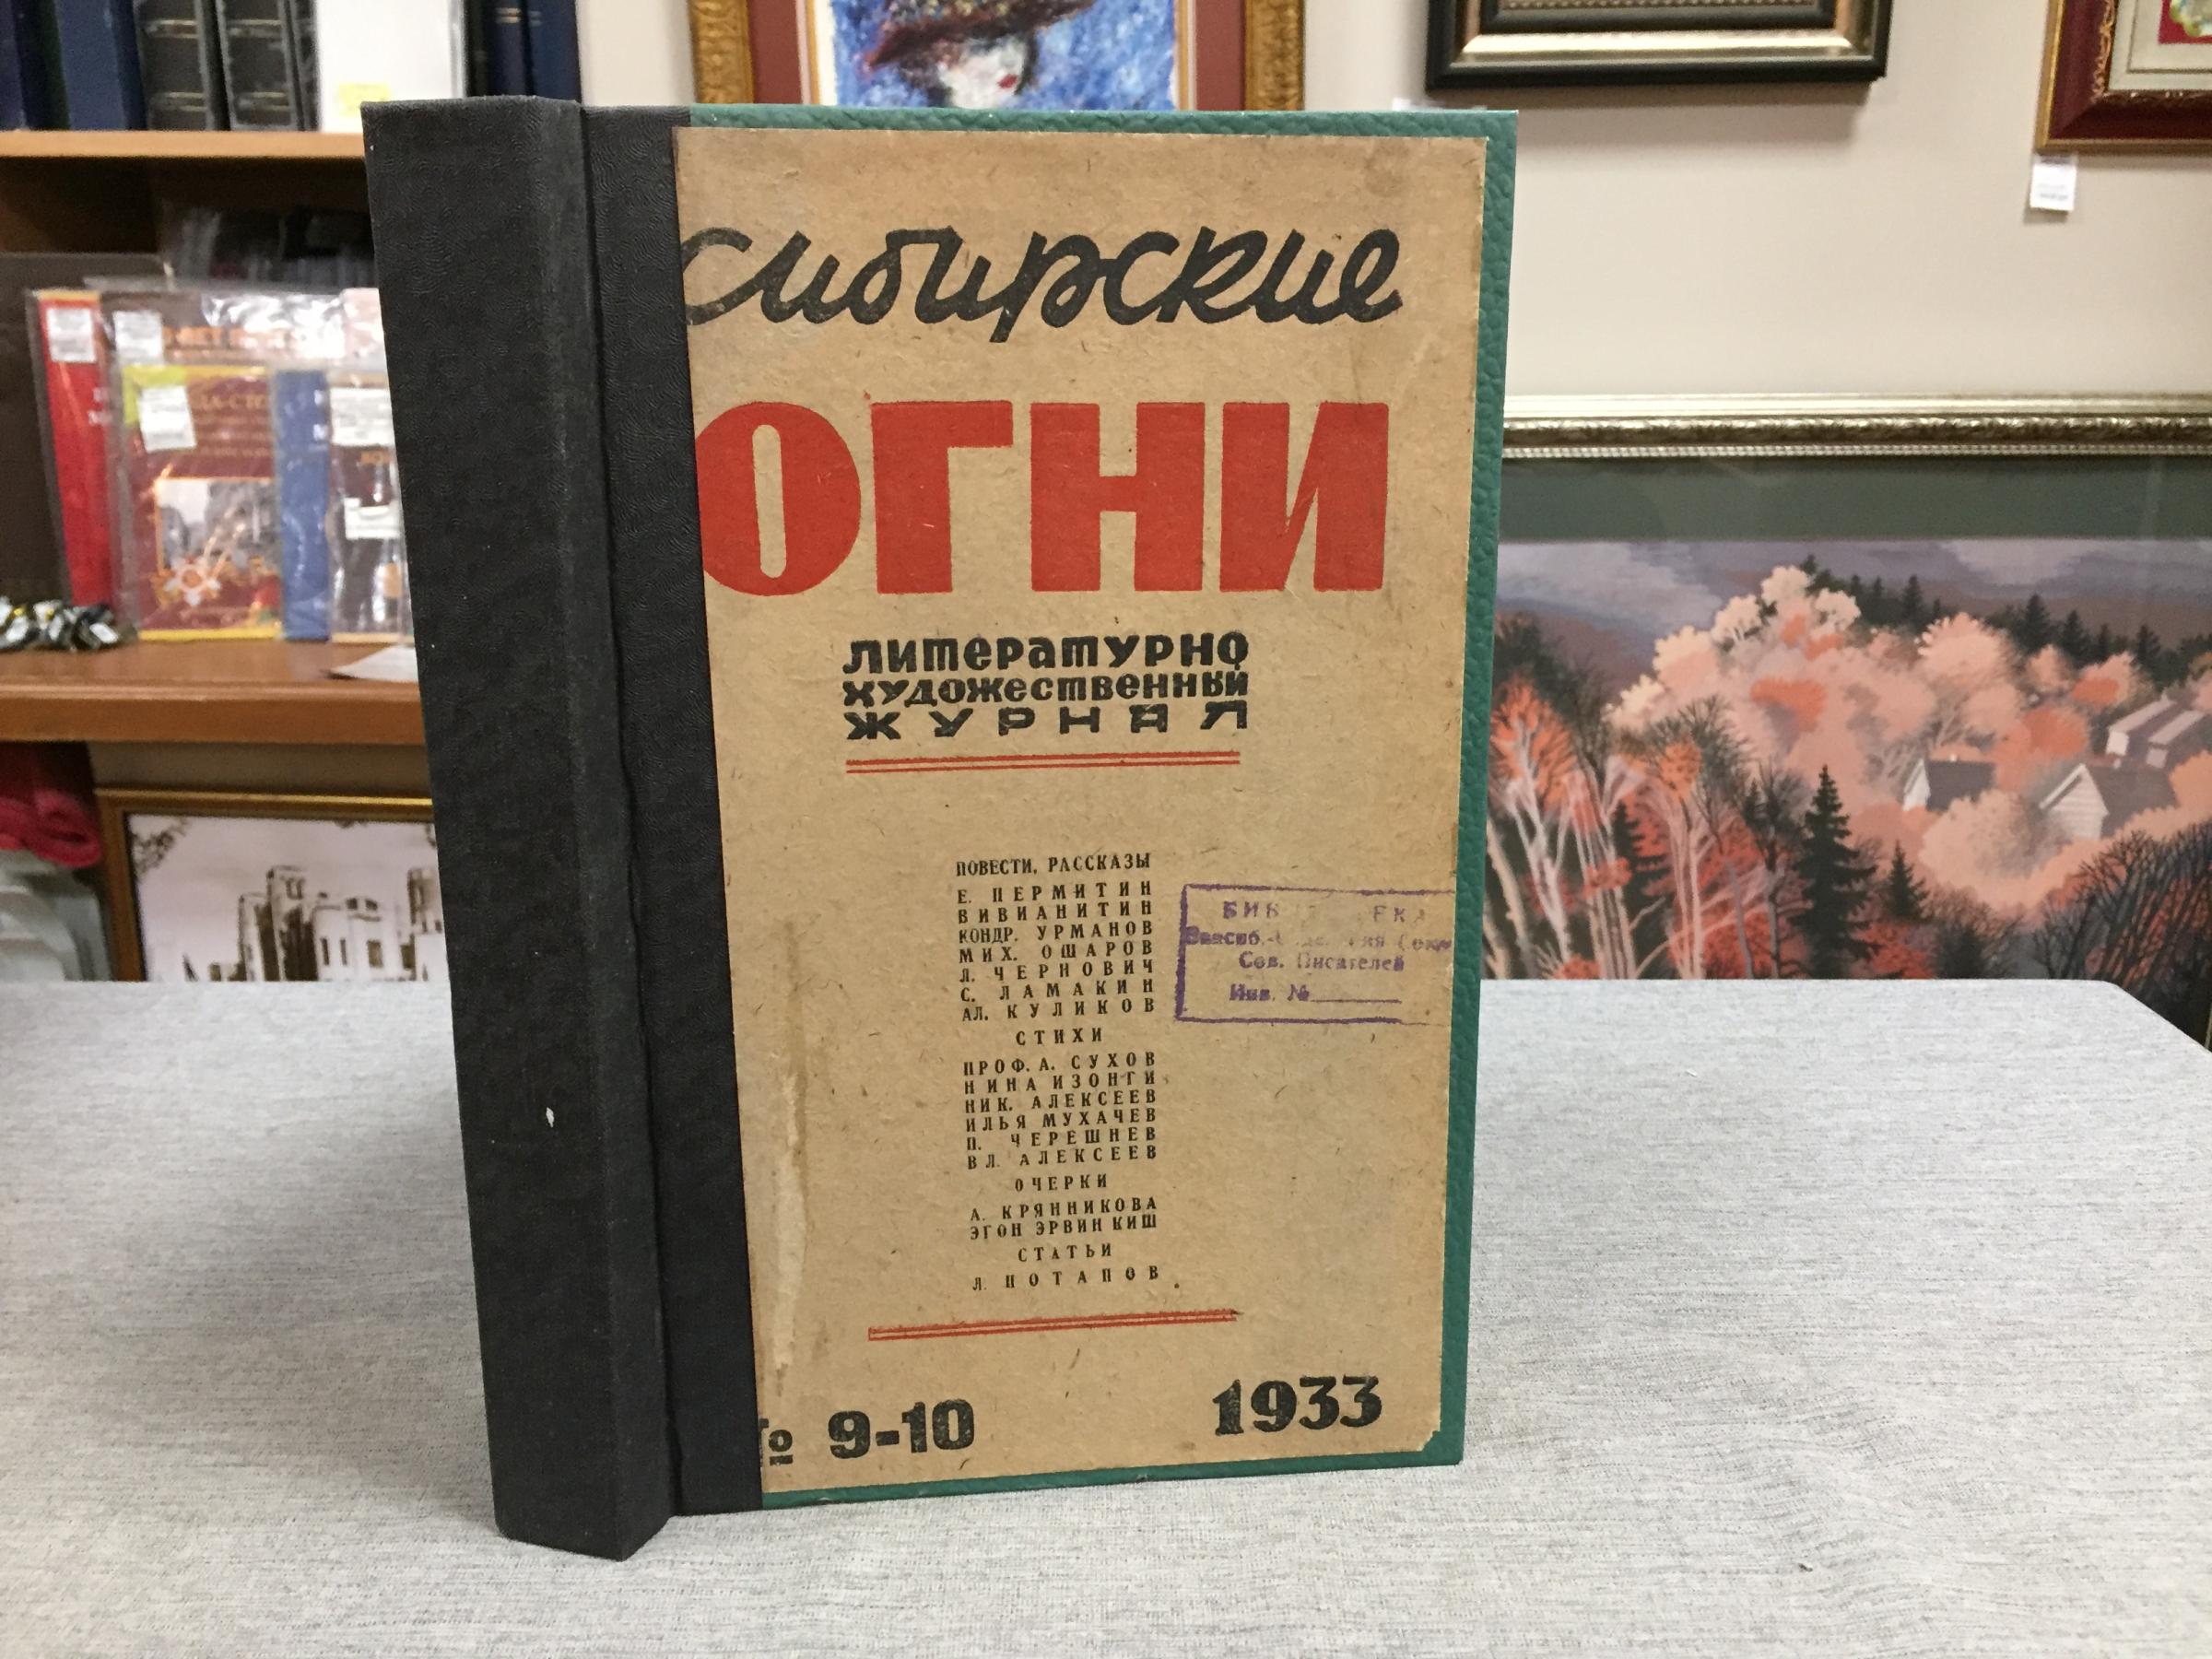 сибирские
ОГНИ
литературно
художественный
журнал
ПОВЕСТИ, РАССКАЗЫ
Е. ПЕРМИТИН
ВИВИАНИТИН
КОНДР. УРМАНОВ
МИХ. ОШАРОВ
Л. ЧЕРНОВИЧ
С. ЛАМАКИН
АЛ. КУЛИКОВ
СТИХИ
ПРОФ. А. СУХОВ
НИНА ИЗОНГИ
НИК. АЛЕКСЕЕВ
ИЛЬЯ МУХАЧЕВ
П. ЧЕРЕШНЕВ
ВЛ. АЛЕКСЕЕВ
ОЧЕРКИ
А. КРЯННИКОВА
ЭГОН ЭРВИН КИШ
СТАТЬИ
Л. ПОТАПОВ
Сов. Писателей
Инв. №
№ 9-10
1933